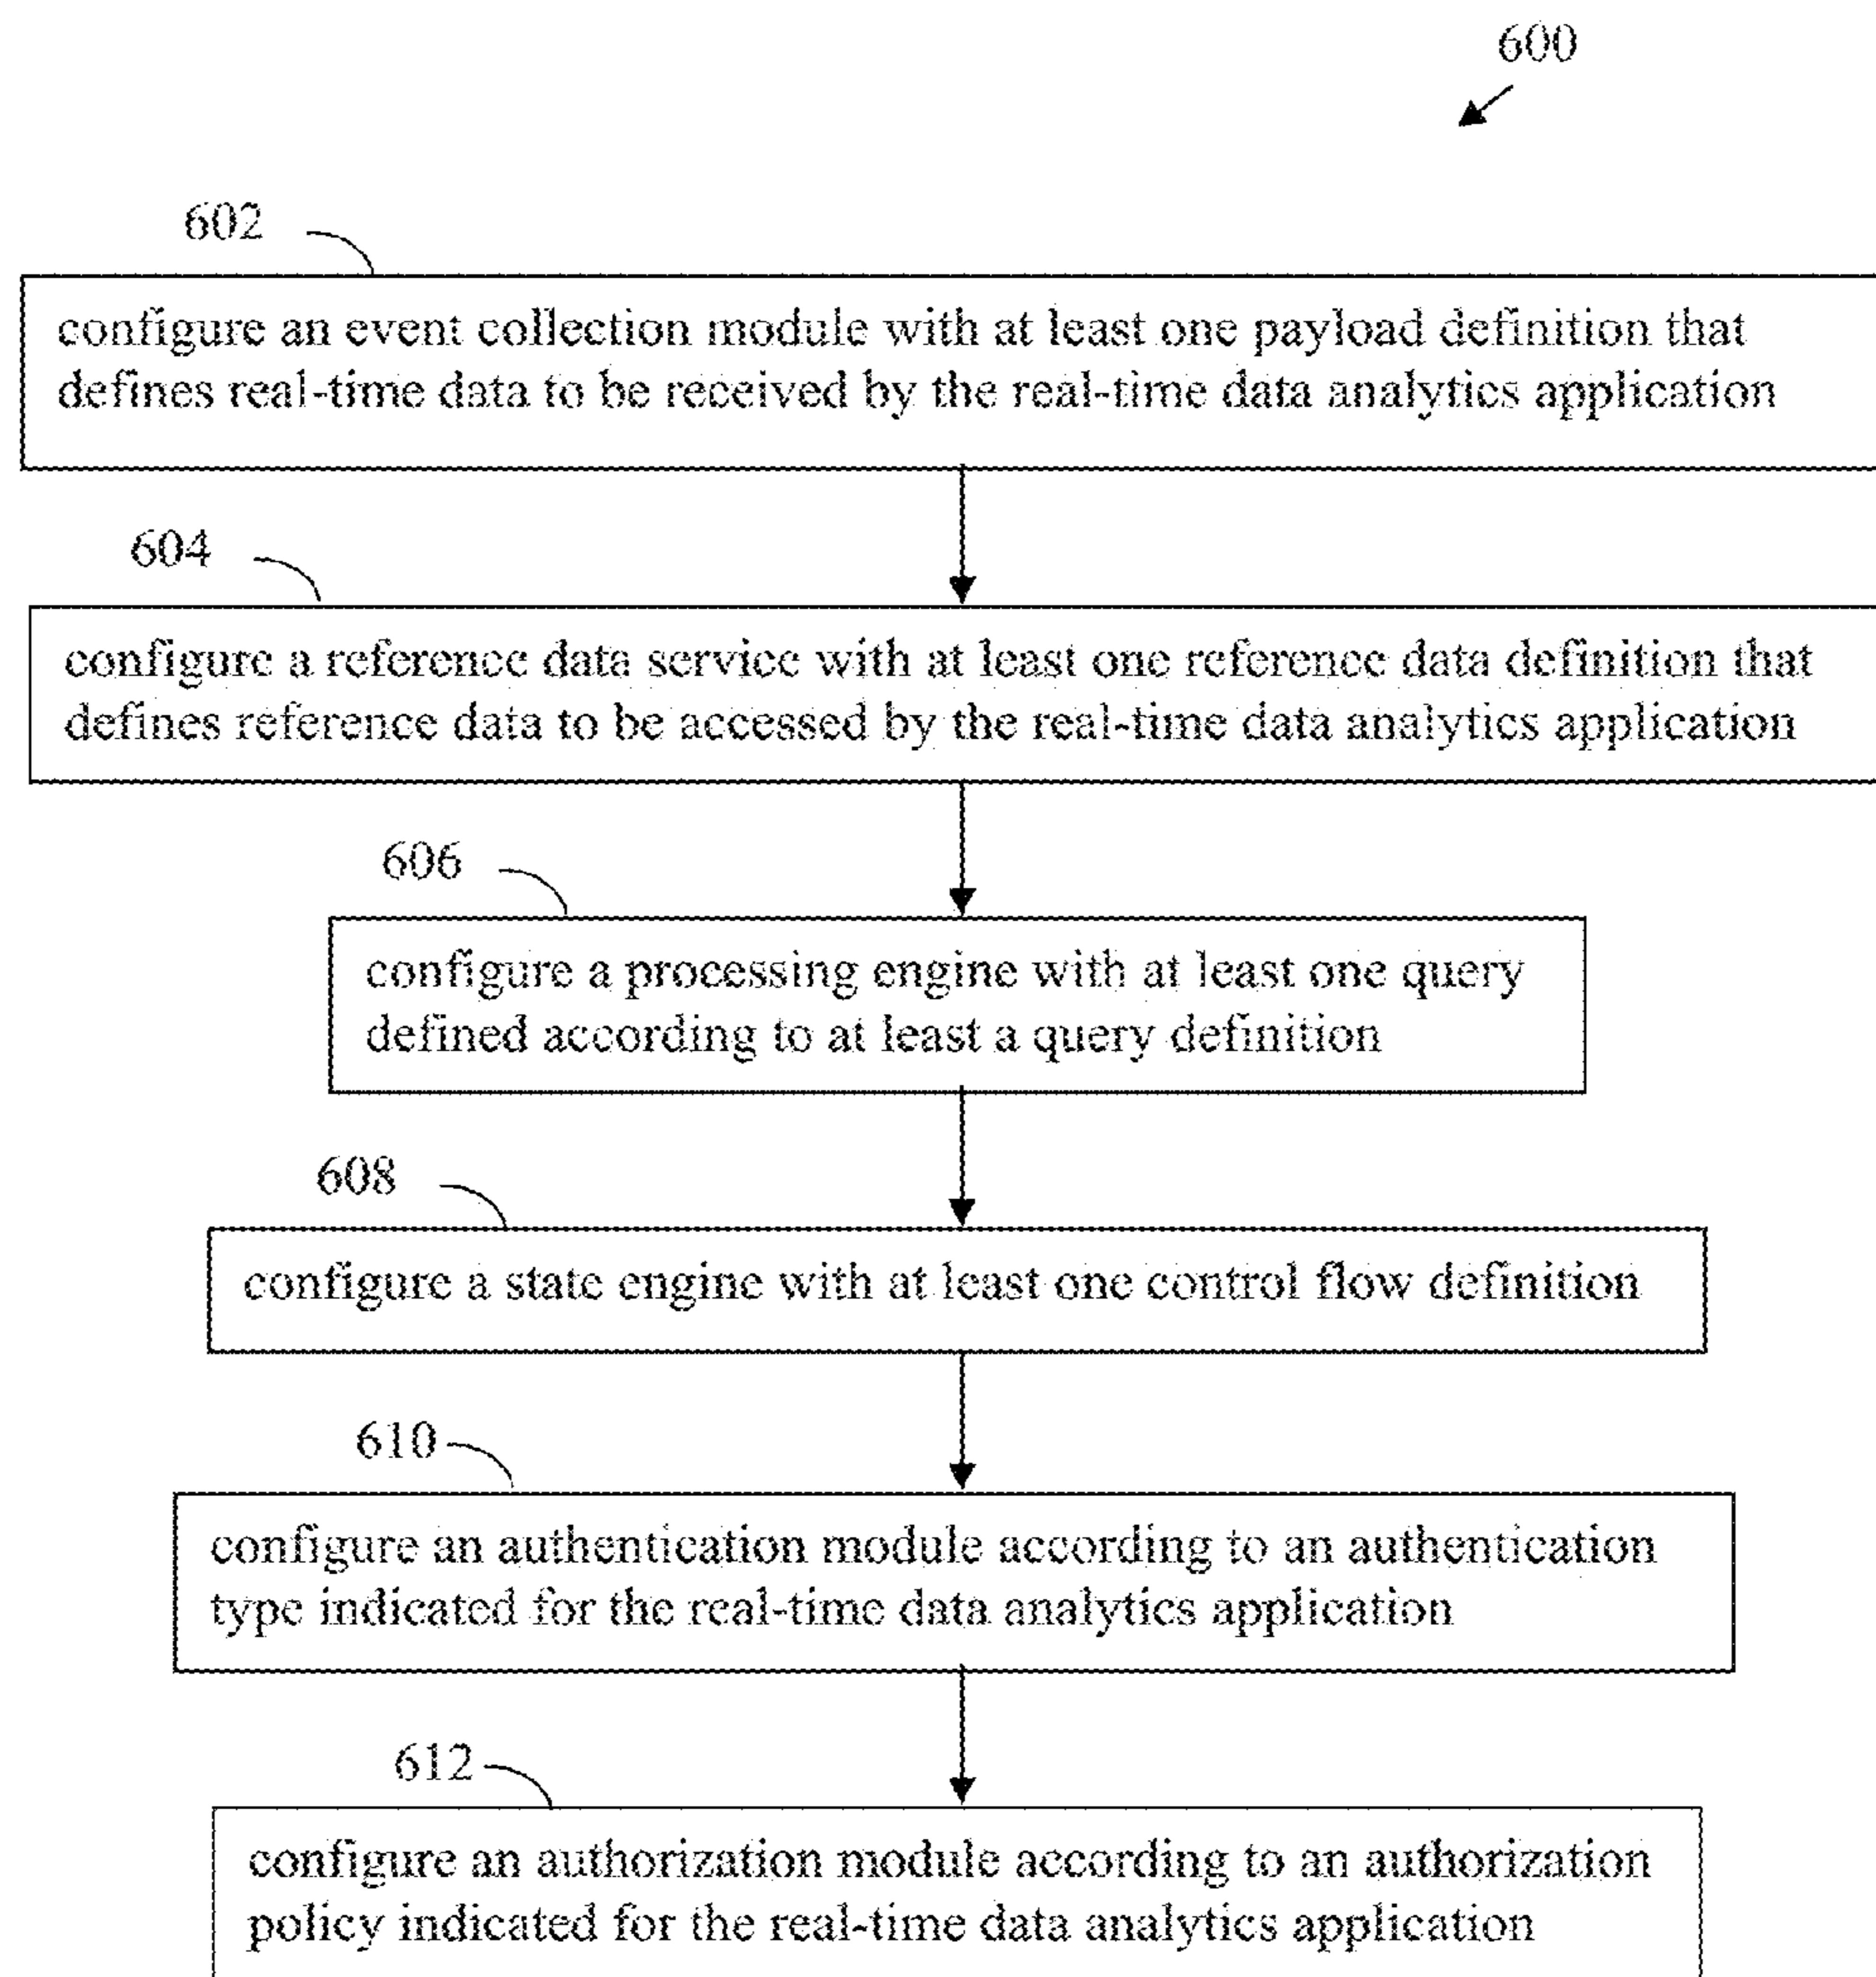 600
602
configure an event collection module with at least one payload definition that
defines real-time data to be received by the real-time data analytics application
604
configure a reference data service with at least one reference data definition that
defines reference data to be accessed by the real-time data analytics application
606
configure a processing engine with at least one query
defined according to at least a query definition
608
configure a state engine with at least one control flow definition
610
configure an authentication module according to an authentication
type indicated for the real-time data analytics application
612
configure an authorization module according to an authorization
policy indicated for the real-time data analytics application